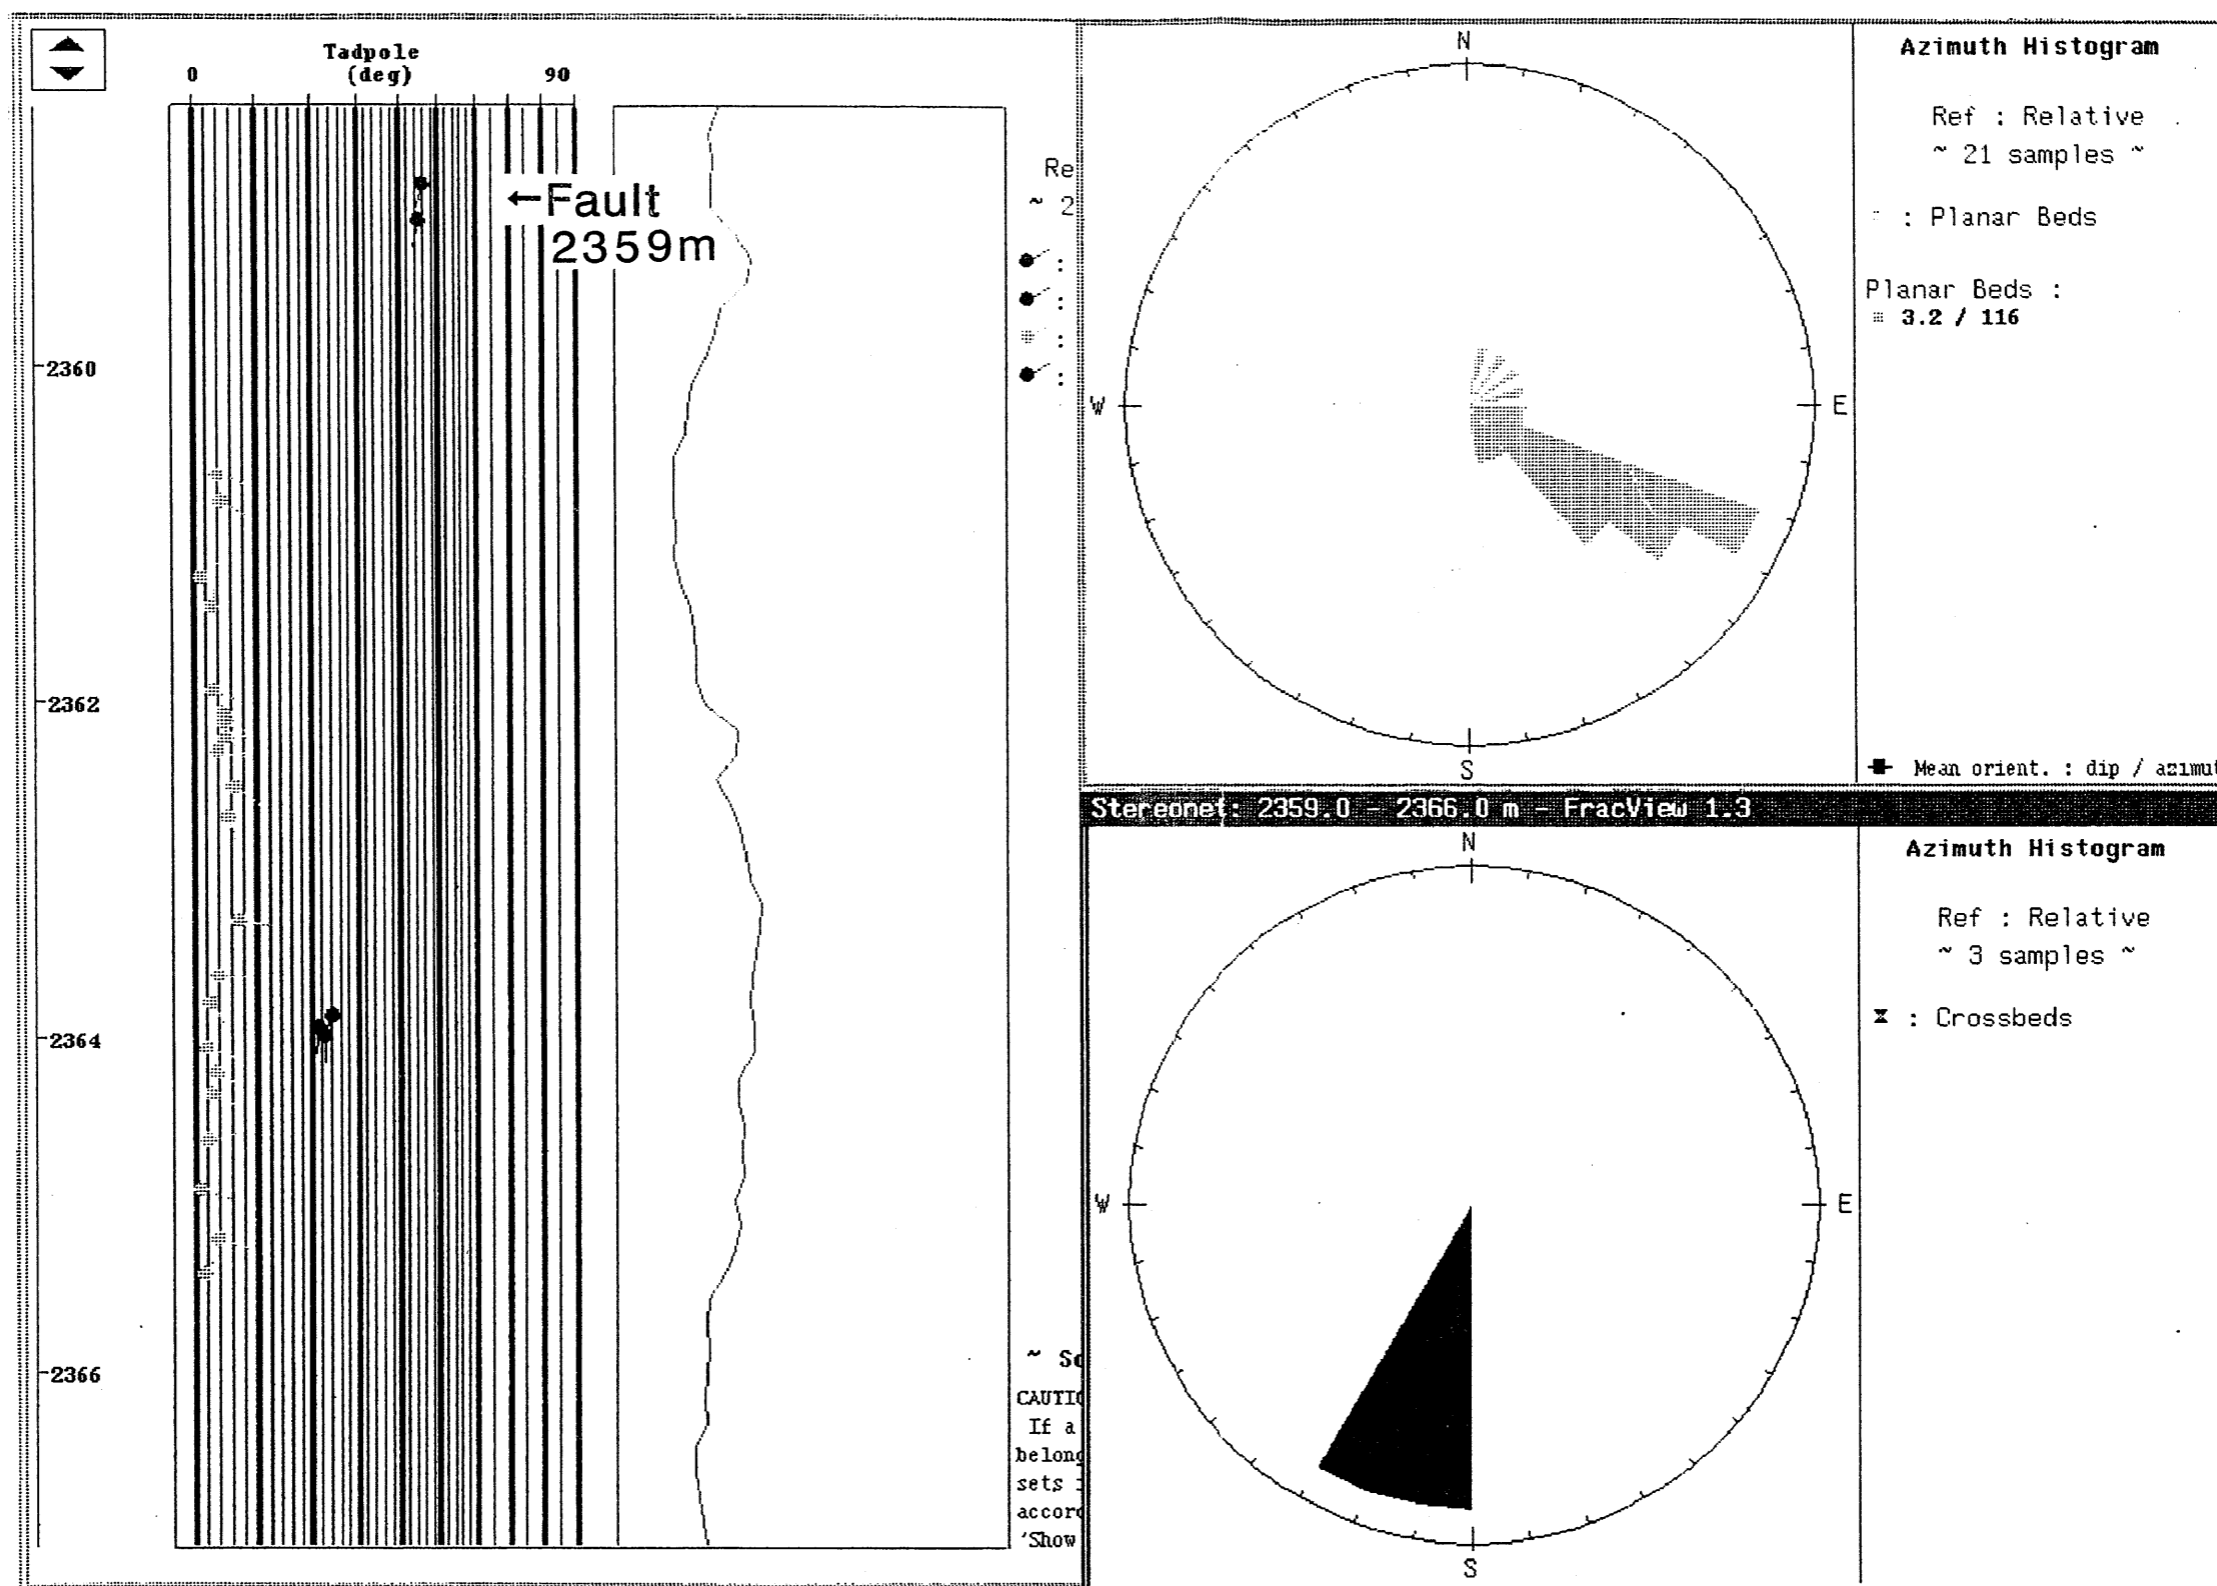 Tadpole
(deg)
0
90
←Fault
2359m
2360
2362
2364
2366
Re
~ 2
:
:
:
:
~ So
CAUTIO
If a
belong
sets
accord
'Show
N
W
E
S
Azimuth Histogram
Ref : Relative
~ 21 samples ~
: Planar Beds
Planar Beds :
3.2 / 116
Mean orient. : dip / azimut
Stereonet: 2359.0 - 2366.0 m - FracView 1.3
N
W
E
S
Azimuth Histogram
Ref : Relative
~ 3 samples ~
: Crossbeds